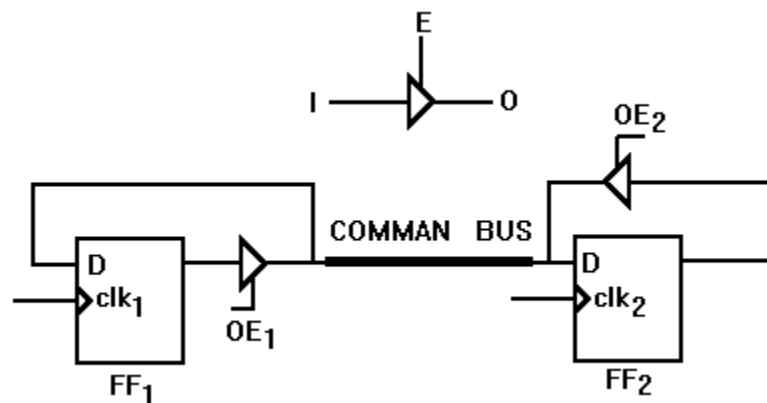 E
I
O
OE2
COMMAN BUS
D
D
clk1
clk2
OE1
FF1
FF2